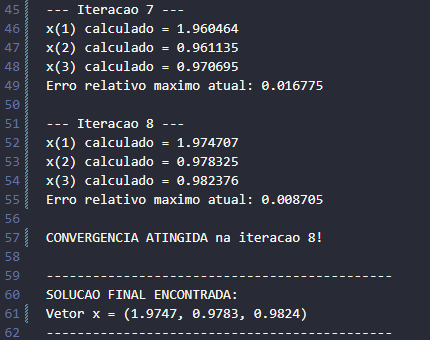 45 --- Iteracao 7 ---
46 x(1) calculado = 1.960464
47 x(2) calculado = 0.961135
48 x(3) calculado = 0.970695
49 Erro relativo maximo atual: 0.016775
50
51 --- Iteracao 8 ---
52 x(1) calculado = 1.974707
53 x(2) calculado = 0.978325
54 x(3) calculado = 0.982376
55 Erro relativo maximo atual: 0.008705
56
57 CONVERGENCIA ATINGIDA na iteracao 8!
58
59 --------------------------------------------
60 SOLUCAO FINAL ENCONTRADA:
61 Vetor x = (1.9747, 0.9783, 0.9824)
62 --------------------------------------------